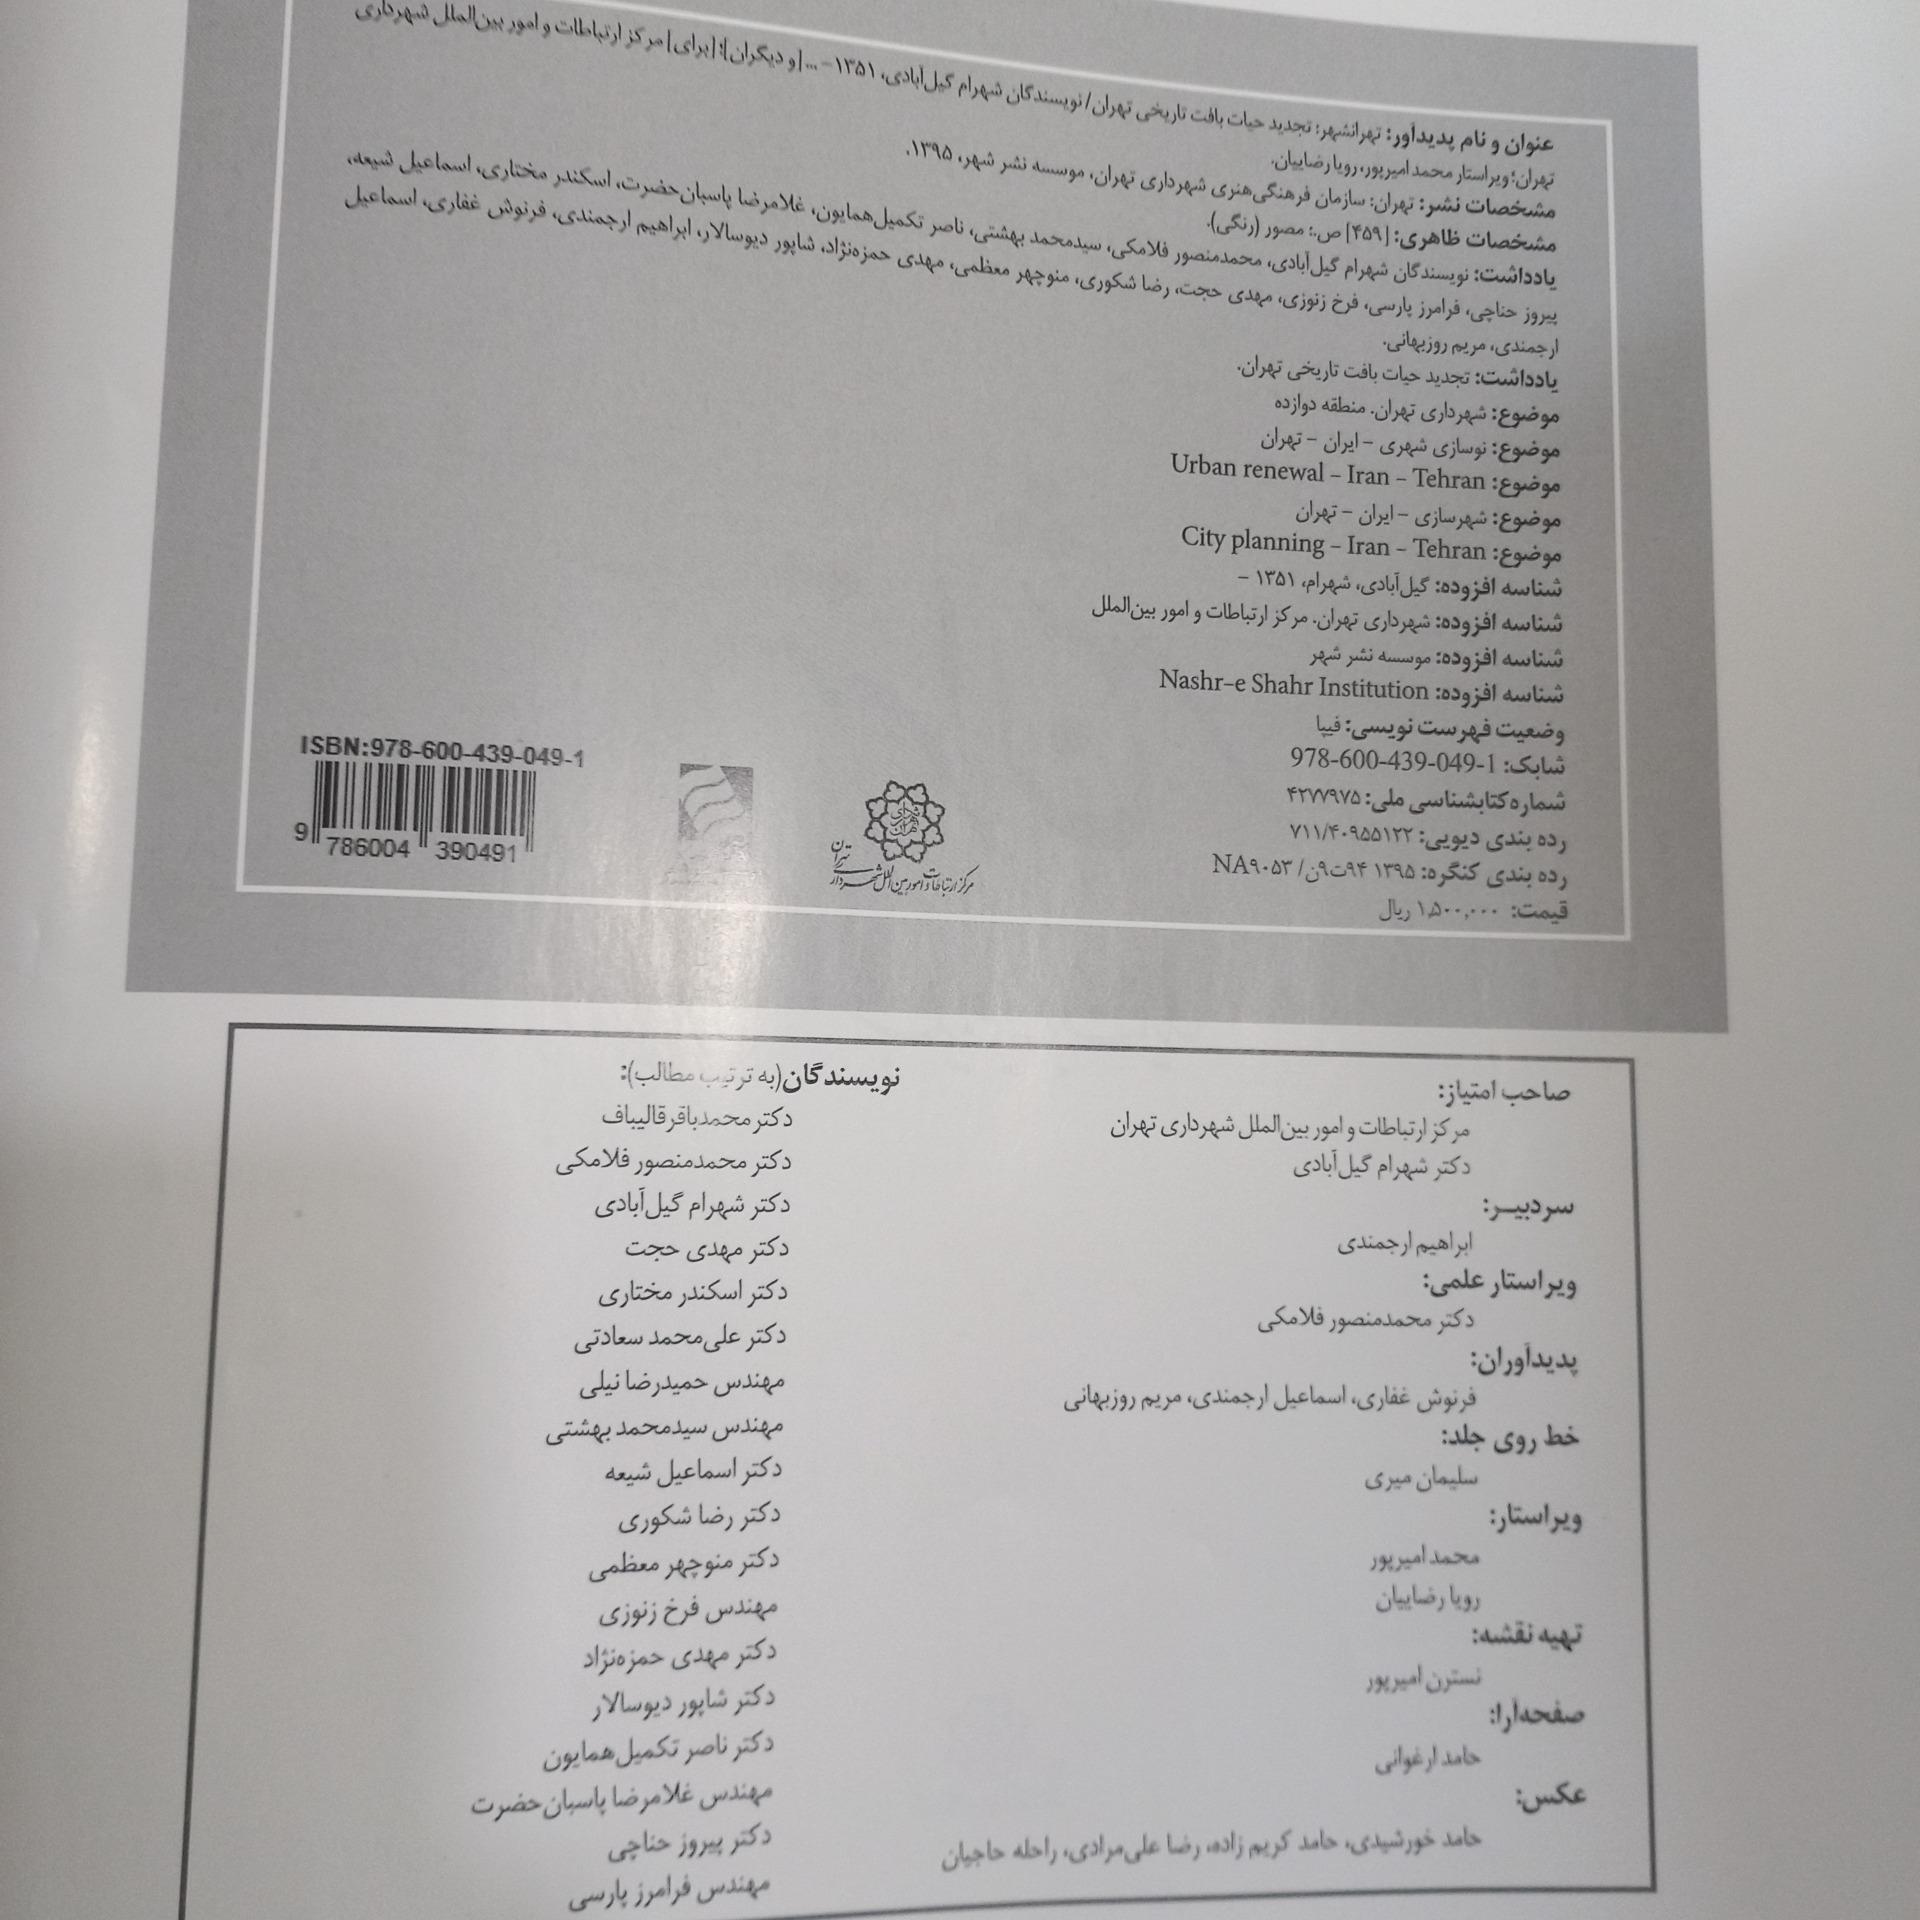 عنوان و نام پدیدآور: تهرانشهر: تجدید حیات بافت تاریخی تهران/ نویسندگان شهرام گیل‌آبادی، ۱۳۵۱- ... [و دیگران]؛ [برای] مرکز ارتباطات و امور بین‌الملل شهرداری
تهران؛ ویراستار محمد امیرپور، رویا رضاییان.
مشخصات نشر: تهران: سازمان فرهنگی‌هنری شهرداری تهران، موسسه نشر شهر، ۱۳۹۵.
مشخصات ظاهری: [۴۵۹] ص.: مصور (رنگی).
یادداشت: نویسندگان شهرام گیل‌آبادی، محمدمنصور فلامکی، سیدمحمد بهشتی، ناصر تکمیل‌همایون، غلامرضا پاسبان‌حضرت، اسکندر مختاری، اسماعیل شیعه،
پیروز حناچی، فرامرز پارسی، فرخ زنوزی، مهدی حجت، رضا شکوری، منوچهر معظمی، مهدی حمزه‌نژاد، شاپور دیوسالار، ابراهیم ارجمندی، فرنوش غفاری، اسماعیل
ارجمندی، مریم روزبهانی.
یادداشت: تجدید حیات بافت تاریخی تهران.
موضوع: شهرداری تهران. منطقه دوازده
موضوع: نوسازی شهری – ایران – تهران
موضوع: Urban renewal – Iran – Tehran
موضوع: شهرسازی – ایران – تهران
موضوع: City planning – Iran – Tehran
شناسه افزوده: گیل‌آبادی، شهرام، ۱۳۵۱ –
شناسه افزوده: شهرداری تهران. مرکز ارتباطات و امور بین‌الملل
شناسه افزوده: موسسه نشر شهر
شناسه افزوده: Nashr-e Shahr Institution
وضعیت فهرست نویسی: فیپا
شابک: 978-600-439-049-1
شماره کتابشناسی ملی: ۴۲۷۷۹۷۵
رده بندی دیویی: ۷۱۱/۴۰۹۵۵۱۲۲
رده بندی کنگره: ۱۳۹۵ ۹۴ت۹ن/ NA۹۰۵۳
قیمت: ۱,۵۰۰,۰۰۰ ریال
مرکز ارتباطات و امور بین‌الملل شهرداری تهران
ISBN:978-600-439-049-1
9 786004 390491
صاحب امتیاز:
مرکز ارتباطات و امور بین‌الملل شهرداری تهران
دکتر شهرام گیل‌آبادی
سردبیـر:
ابراهیم ارجمندی
ویراستار علمی:
دکتر محمدمنصور فلامکی
پدیدآوران:
فرنوش غفاری، اسماعیل ارجمندی، مریم روزبهانی
خط روی جلد:
سلیمان میری
ویراستار:
محمد امیرپور
رویا رضاییان
تهیه نقشه:
نسترن امیرپور
صفحه‌آرا:
حامد ارغوانی
عکس:
حامد خورشیدی، حامد کریم زاده، رضا علی‌مرادی، راحله حاجیان
نویسندگان(به ترتیب مطالب):
دکتر محمدباقر قالیباف
دکتر محمدمنصور فلامکی
دکتر شهرام گیل‌آبادی
دکتر مهدی حجت
دکتر اسکندر مختاری
دکتر علی‌محمد سعادتی
مهندس حمیدرضا نیلی
مهندس سیدمحمد بهشتی
دکتر اسماعیل شیعه
دکتر رضا شکوری
دکتر منوچهر معظمی
مهندس فرخ زنوزی
دکتر مهدی حمزه‌نژاد
دکتر شاپور دیوسالار
دکتر ناصر تکمیل‌همایون
مهندس غلامرضا پاسبان‌حضرت
دکتر پیروز حناچی
مهندس فرامرز پارسی